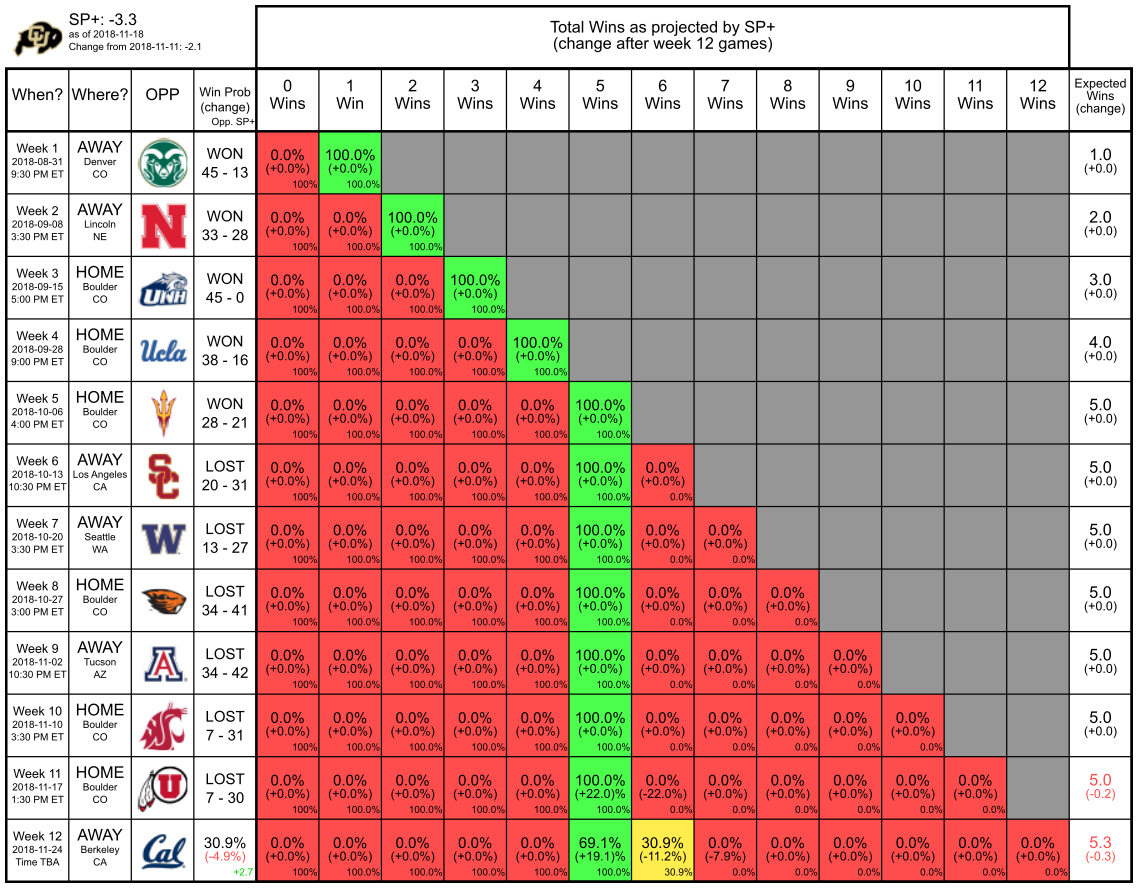 CU
SP+: -3.3
as of 2018-11-18
Change from 2018-11-11: -2.1
Total Wins as projected by SP+
(change after week 12 games)
When? Where? OPP Win Prob (change) Opp. SP+ 0 Wins 1 Win 2 Wins 3 Wins 4 Wins 5 Wins 6 Wins 7 Wins 8 Wins 9 Wins 10 Wins 11 Wins 12 Wins Expected Wins (change)
Week 1 AWAY WON 0.0% 100.0% 1.0
2018-08-31 Denver (+0.0%) (+0.0%) (+0.0)
9:30 PM ET CO 45 - 13 100% 100.0%
Week 2 AWAY N WON 0.0% 0.0% 100.0% 2.0
2018-09-08 Lincoln (+0.0%) (+0.0%) (+0.0%) (+0.0)
3:30 PM ET NE 33 - 28 100% 100.0% 100.0%
Week 3 HOME UNH WON 0.0% 0.0% 0.0% 100.0% 3.0
2018-09-15 Boulder (+0.0%) (+0.0%) (+0.0%) (+0.0%) (+0.0)
5:00 PM ET CO 45 - 0 100% 100.0% 100.0% 100.0%
Week 4 HOME Ucla WON 0.0% 0.0% 0.0% 0.0% 100.0% 4.0
2018-09-28 Boulder (+0.0%) (+0.0%) (+0.0%) (+0.0%) (+0.0%) (+0.0)
9:00 PM ET CO 38 - 16 100% 100.0% 100.0% 100.0% 100.0%
Week 5 HOME WON 0.0% 0.0% 0.0% 0.0% 0.0% 100.0% 5.0
2018-10-06 Boulder (+0.0%) (+0.0%) (+0.0%) (+0.0%) (+0.0%) (+0.0%) (+0.0)
4:00 PM ET CO 28 - 21 100% 100.0% 100.0% 100.0% 100.0% 100.0%
Week 6 AWAY SC LOST 0.0% 0.0% 0.0% 0.0% 0.0% 100.0% 0.0% 5.0
2018-10-13 Los Angeles (+0.0%) (+0.0%) (+0.0%) (+0.0%) (+0.0%) (+0.0%) (+0.0%) (+0.0)
10:30 PM ET CA 20 - 31 100% 100.0% 100.0% 100.0% 100.0% 100.0% 0.0%
Week 7 AWAY W LOST 0.0% 0.0% 0.0% 0.0% 0.0% 100.0% 0.0% 0.0% 5.0
2018-10-20 Seattle (+0.0%) (+0.0%) (+0.0%) (+0.0%) (+0.0%) (+0.0%) (+0.0%) (+0.0%) (+0.0)
3:30 PM ET WA 13 - 27 100% 100.0% 100.0% 100.0% 100.0% 100.0% 0.0% 0.0%
Week 8 HOME LOST 0.0% 0.0% 0.0% 0.0% 0.0% 100.0% 0.0% 0.0% 0.0% 5.0
2018-10-27 Boulder (+0.0%) (+0.0%) (+0.0%) (+0.0%) (+0.0%) (+0.0%) (+0.0%) (+0.0%) (+0.0%) (+0.0)
3:00 PM ET CO 34 - 41 100% 100.0% 100.0% 100.0% 100.0% 100.0% 0.0% 0.0% 0.0%
Week 9 AWAY A LOST 0.0% 0.0% 0.0% 0.0% 0.0% 100.0% 0.0% 0.0% 0.0% 0.0% 5.0
2018-11-02 Tucson (+0.0%) (+0.0%) (+0.0%) (+0.0%) (+0.0%) (+0.0%) (+0.0%) (+0.0%) (+0.0%) (+0.0%) (+0.0)
10:30 PM ET AZ 34 - 42 100% 100.0% 100.0% 100.0% 100.0% 100.0% 0.0% 0.0% 0.0% 0.0%
Week 10 HOME LOST 0.0% 0.0% 0.0% 0.0% 0.0% 100.0% 0.0% 0.0% 0.0% 0.0% 0.0% 5.0
2018-11-10 Boulder (+0.0%) (+0.0%) (+0.0%) (+0.0%) (+0.0%) (+0.0%) (+0.0%) (+0.0%) (+0.0%) (+0.0%) (+0.0%) (+0.0)
3:30 PM ET CO 7 - 31 100% 100.0% 100.0% 100.0% 100.0% 100.0% 0.0% 0.0% 0.0% 0.0% 0.0%
Week 11 HOME U LOST 0.0% 0.0% 0.0% 0.0% 0.0% 100.0% 0.0% 0.0% 0.0% 0.0% 0.0% 0.0% 5.0
2018-11-17 Boulder (+0.0%) (+0.0%) (+0.0%) (+0.0%) (+0.0%) (+22.0)% (-22.0%) (+0.0%) (+0.0%) (+0.0%) (+0.0%) (+0.0%) (-0.2)
1:30 PM ET CO 7 - 30 100% 100.0% 100.0% 100.0% 100.0% 100.0% 0.0% 0.0% 0.0% 0.0% 0.0% 0.0%
Week 12 AWAY Cal 30.9% 0.0% 0.0% 0.0% 0.0% 0.0% 69.1% 30.9% 0.0% 0.0% 0.0% 0.0% 0.0% 0.0% 5.3
2018-11-24 Berkeley (-4.9%) (+0.0%) (+0.0%) (+0.0%) (+0.0%) (+0.0%) (+19.1)% (-11.2%) (-7.9%) (+0.0%) (+0.0%) (+0.0%) (+0.0%) (+0.0%) (-0.3)
Time TBA CA +2.7 100% 100.0% 100.0% 100.0% 100.0% 100.0% 30.9% 0.0% 0.0% 0.0% 0.0% 0.0% 0.0%